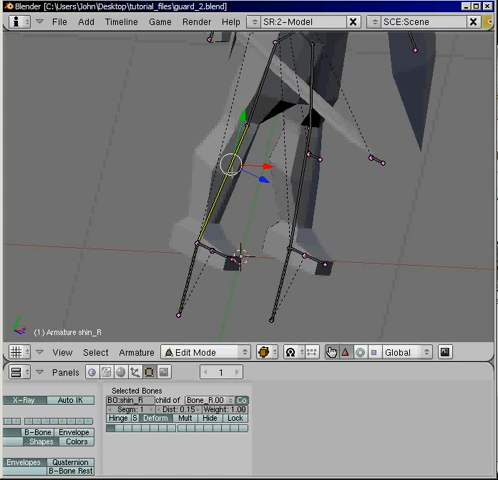 Blender [C:\Users\John\Desktop\tutorial_files\guard_2.blend]
File Add Timeline Game Render Help SR:2-Model SCE:Scene
(1) Armature shin_R
View Select Armature Edit Mode Global
Panels 1
Selected Bones
X-Ray Auto IK BO:shin_R child of Bone_R.00 Co
Segm: 1 Dist: 0.15 Weight: 1.00
B-Bone Envelope Hinge S Deform Mult Hide Lock
Shapes Colors
Envelopes Quaternion
B-Bone Rest